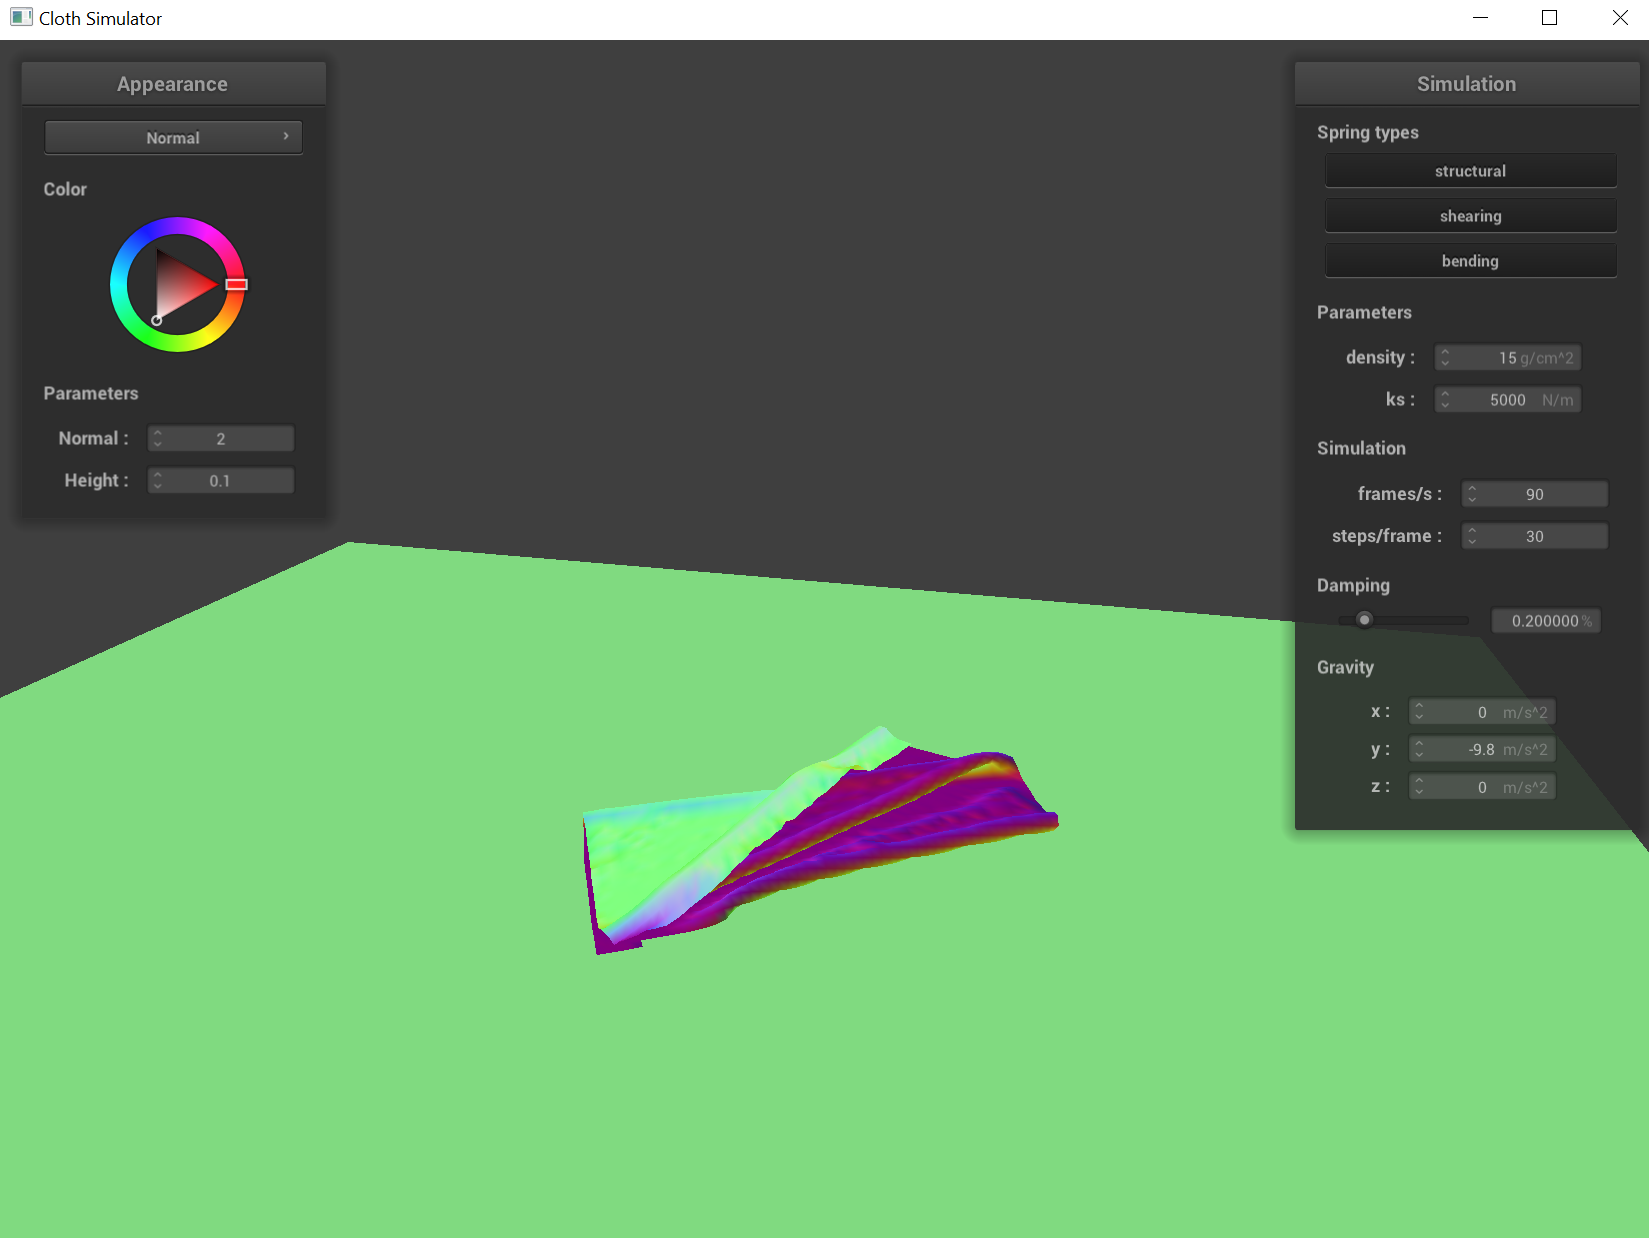 Cloth Simulator
Appearance
Normal
Color
Parameters
Normal :
2
Height :
0.1
Simulation
Spring types
structural
shearing
bending
Parameters
density :
15 g/cm^2
ks :
5000 N/m
Simulation
frames/s :
90
steps/frame :
30
Damping
0.200000 %
Gravity
x :
0 m/s^2
y :
-9.8 m/s^2
z :
0 m/s^2